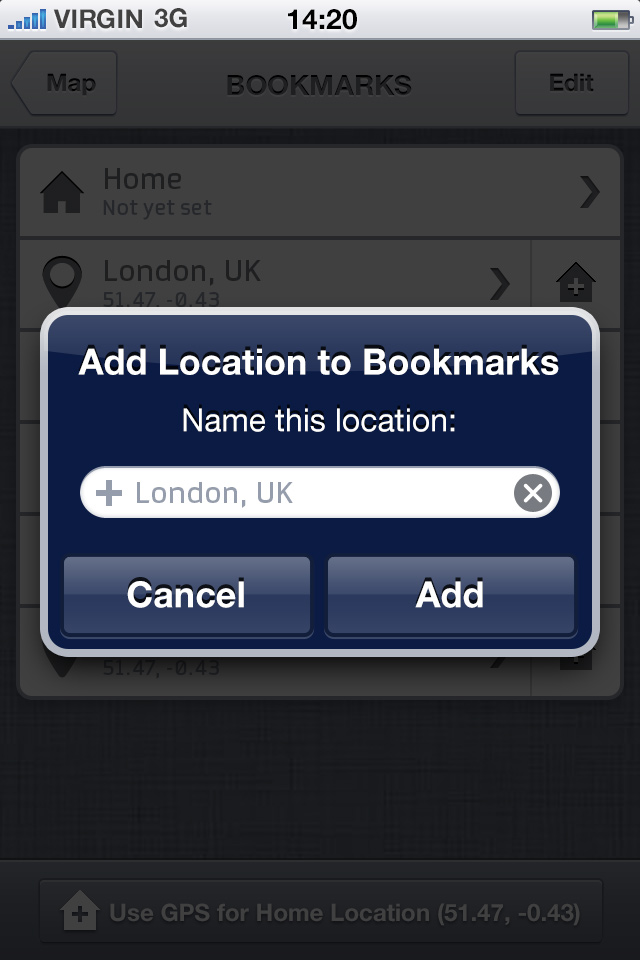 VIRGIN 3G 14:20
Map BOOKMARKS Edit
Home
Not yet set
London, UK
51.47, -0.43
Add Location to Bookmarks
Name this location:
London, UK
Cancel Add
51.47, -0.43
Use GPS for Home Location (51.47, -0.43)